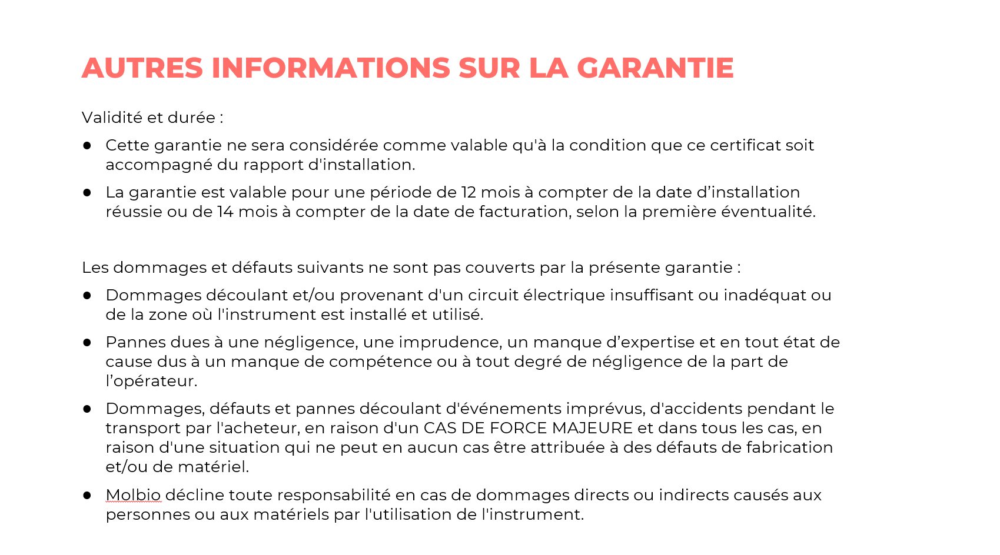 AUTRES INFORMATIONS SUR LA GARANTIE
Validité et durée :
● Cette garantie ne sera considérée comme valable qu'à la condition que ce certificat soit
accompagné du rapport d'installation.
● La garantie est valable pour une période de 12 mois à compter de la date d’installation
réussie ou de 14 mois à compter de la date de facturation, selon la première éventualité.
Les dommages et défauts suivants ne sont pas couverts par la présente garantie :
● Dommages découlant et/ou provenant d'un circuit électrique insuffisant ou inadéquat ou
de la zone où l'instrument est installé et utilisé.
● Pannes dues à une négligence, une imprudence, un manque d’expertise et en tout état de
cause dus à un manque de compétence ou à tout degré de négligence de la part de
l’opérateur.
● Dommages, défauts et pannes découlant d'événements imprévus, d'accidents pendant le
transport par l'acheteur, en raison d'un CAS DE FORCE MAJEURE et dans tous les cas, en
raison d'une situation qui ne peut en aucun cas être attribuée à des défauts de fabrication
et/ou de matériel.
● Molbio décline toute responsabilité en cas de dommages directs ou indirects causés aux
personnes ou aux matériels par l'utilisation de l'instrument.